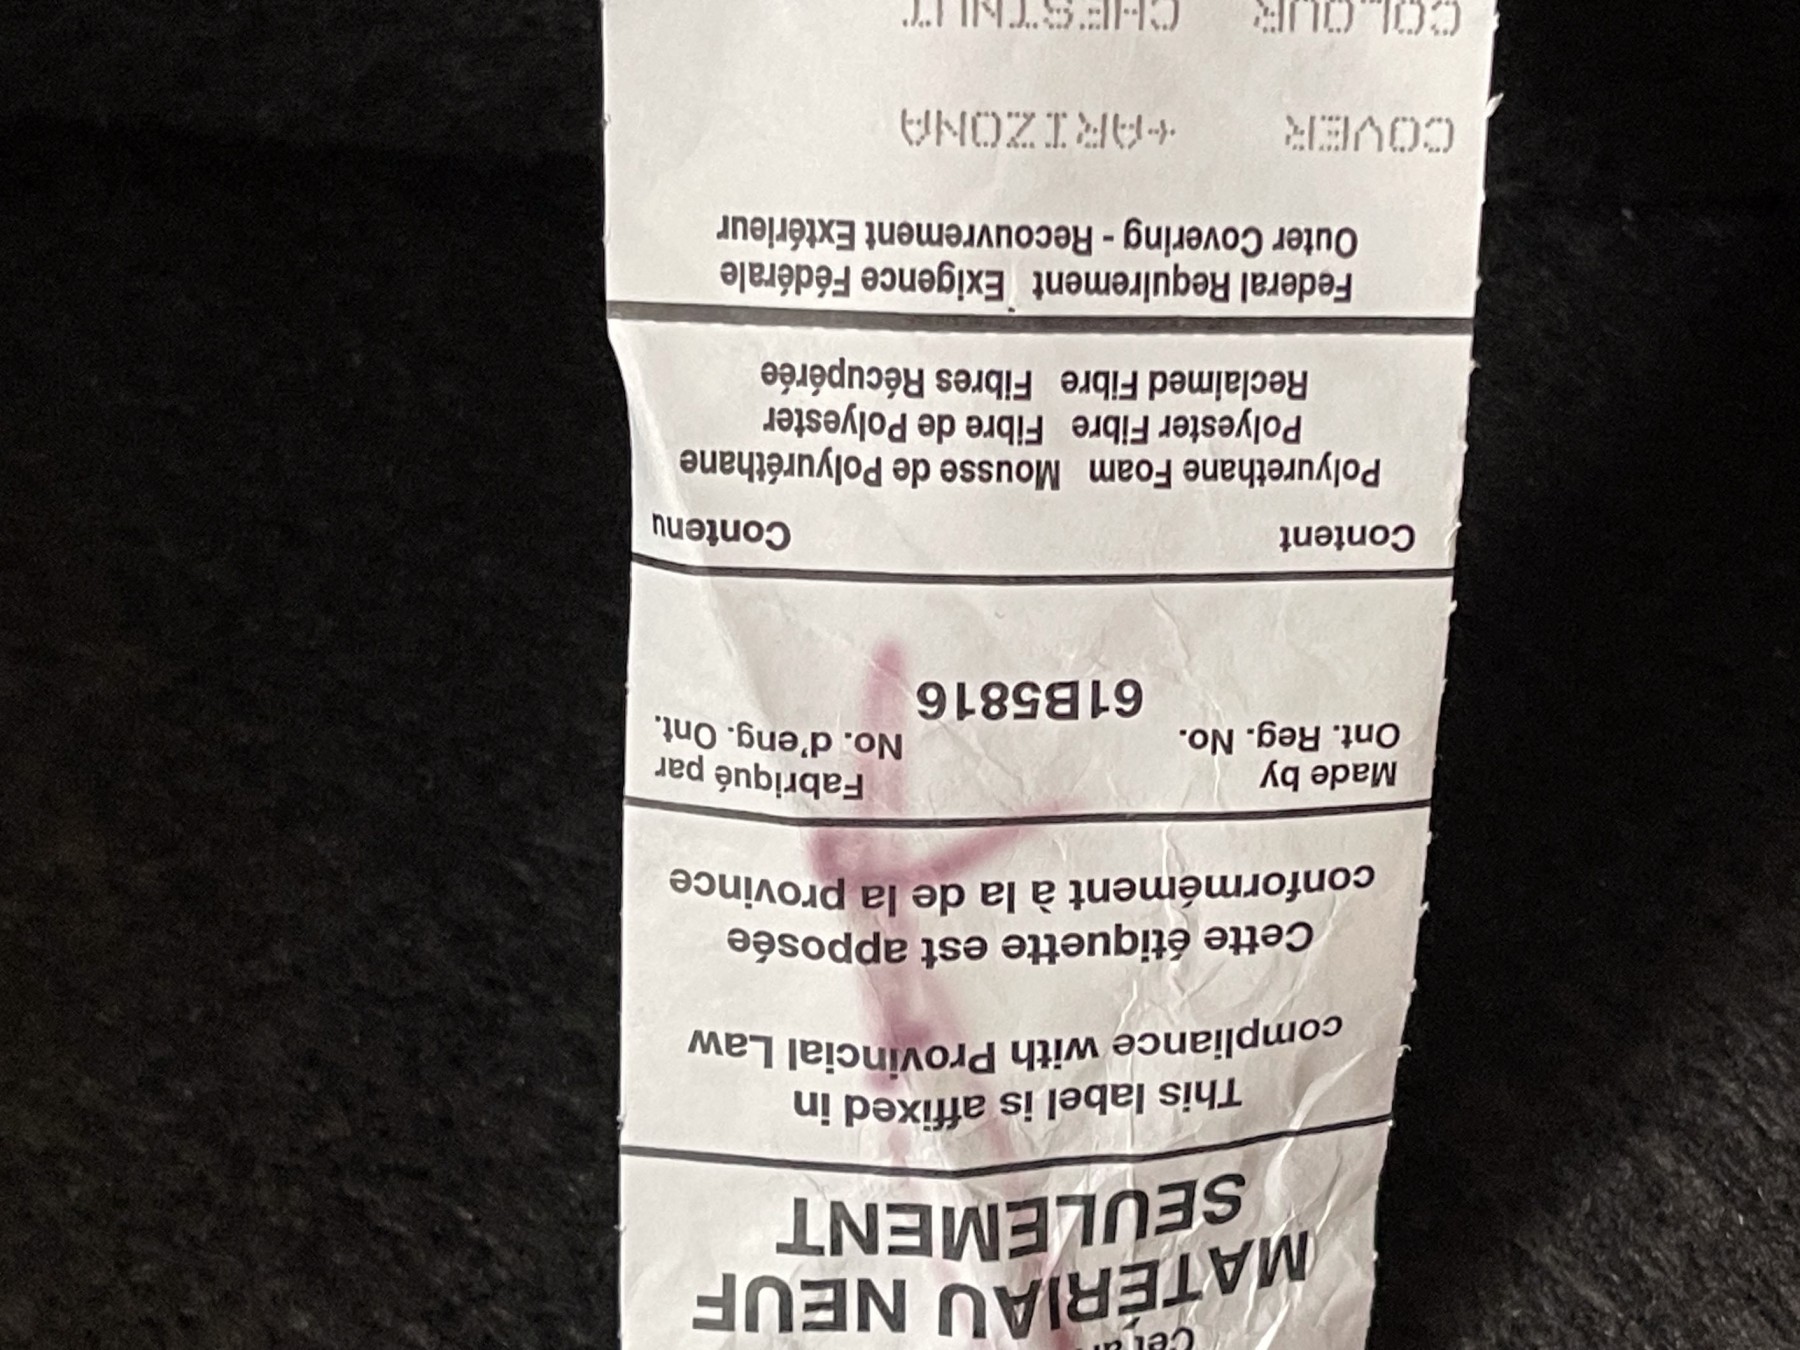 MATÉRIAU NEUF
SEULEMENT
This label is affixed in
compliance with Provincial Law
Cette étiquette est apposée
conformément à la de la province
Made by Fabriqué par
Ont. Reg. No. 61B5816 No. d'eng. Ont.
Content Contenu
Polyurethane Foam Mousse de Polyuréthane
Polyester Fibre Fibre de Polyester
Reclaimed Fibre Fibres Récupérée
Federal Requirement Exigence Fédérale
Outer Covering - Recouvrement Extérieur
COVER +ARIZONA
COLOUR CHESTNUT